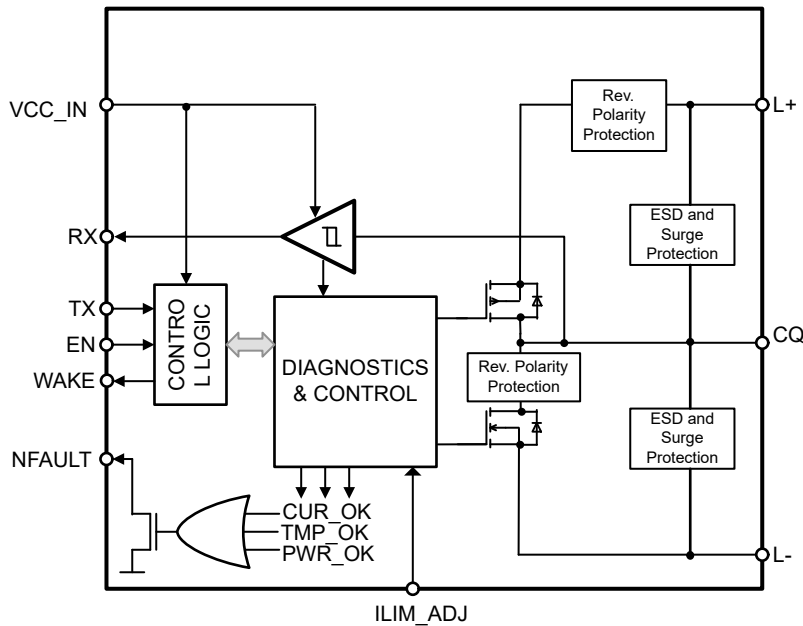 VCC_IN
Rev.
Polarity
Protection
L+
RX
ESD and
Surge
Protection
TX
EN
WAKE
CONTRO
L LOGIC
DIAGNOSTICS
& CONTROL
Rev. Polarity
Protection
CQ
ESD and
Surge
Protection
NFAULT
CUR_OK
TMP_OK
PWR_OK
L-
ILIM_ADJ